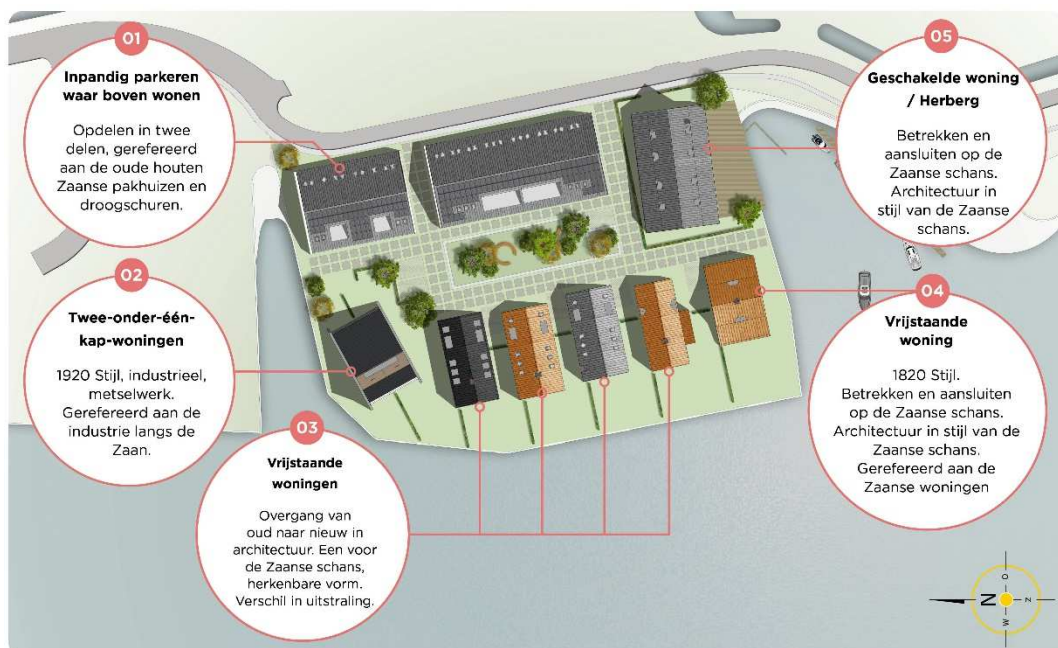 01
Inpandig parkeren
waar boven wonen
Opdelen in twee
delen, gerefereerd
aan de oude houten
Zaanse pakhuizen en
droogschuren.
02
Twee-onder-één-
kap-woningen
1920 Stijl, industrieel,
metselwerk.
Gerefereerd aan de
industrie langs de
Zaan.
03
Vrijstaande
woningen
Overgang van
oud naar nieuw in
architectuur. Een voor
de Zaanse schans,
herkenbare vorm.
Verschil in uitstraling.
05
Geschakelde woning
/ Herberg
Betrekken en
aansluiten op de
Zaanse schans.
Architectuur in
stijl van de Zaanse
schans.
04
Vrijstaande
woning
1820 Stijl.
Betrekken en aansluiten
op de Zaanse schans.
Architectuur in stijl van de
Zaanse schans.
Gerefereerd aan de
Zaanse woningen
O
N
Z
W